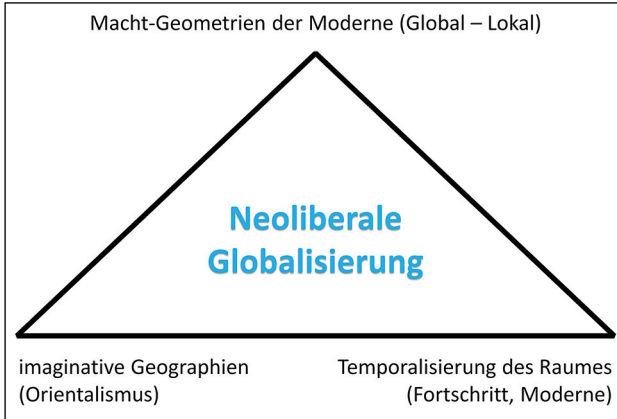 Macht-Geometrien der Moderne (Global – Lokal)
Neoliberale
Globalisierung
imaginative Geographien
(Orientalismus)
Temporalisierung des Raumes
(Fortschritt, Moderne)